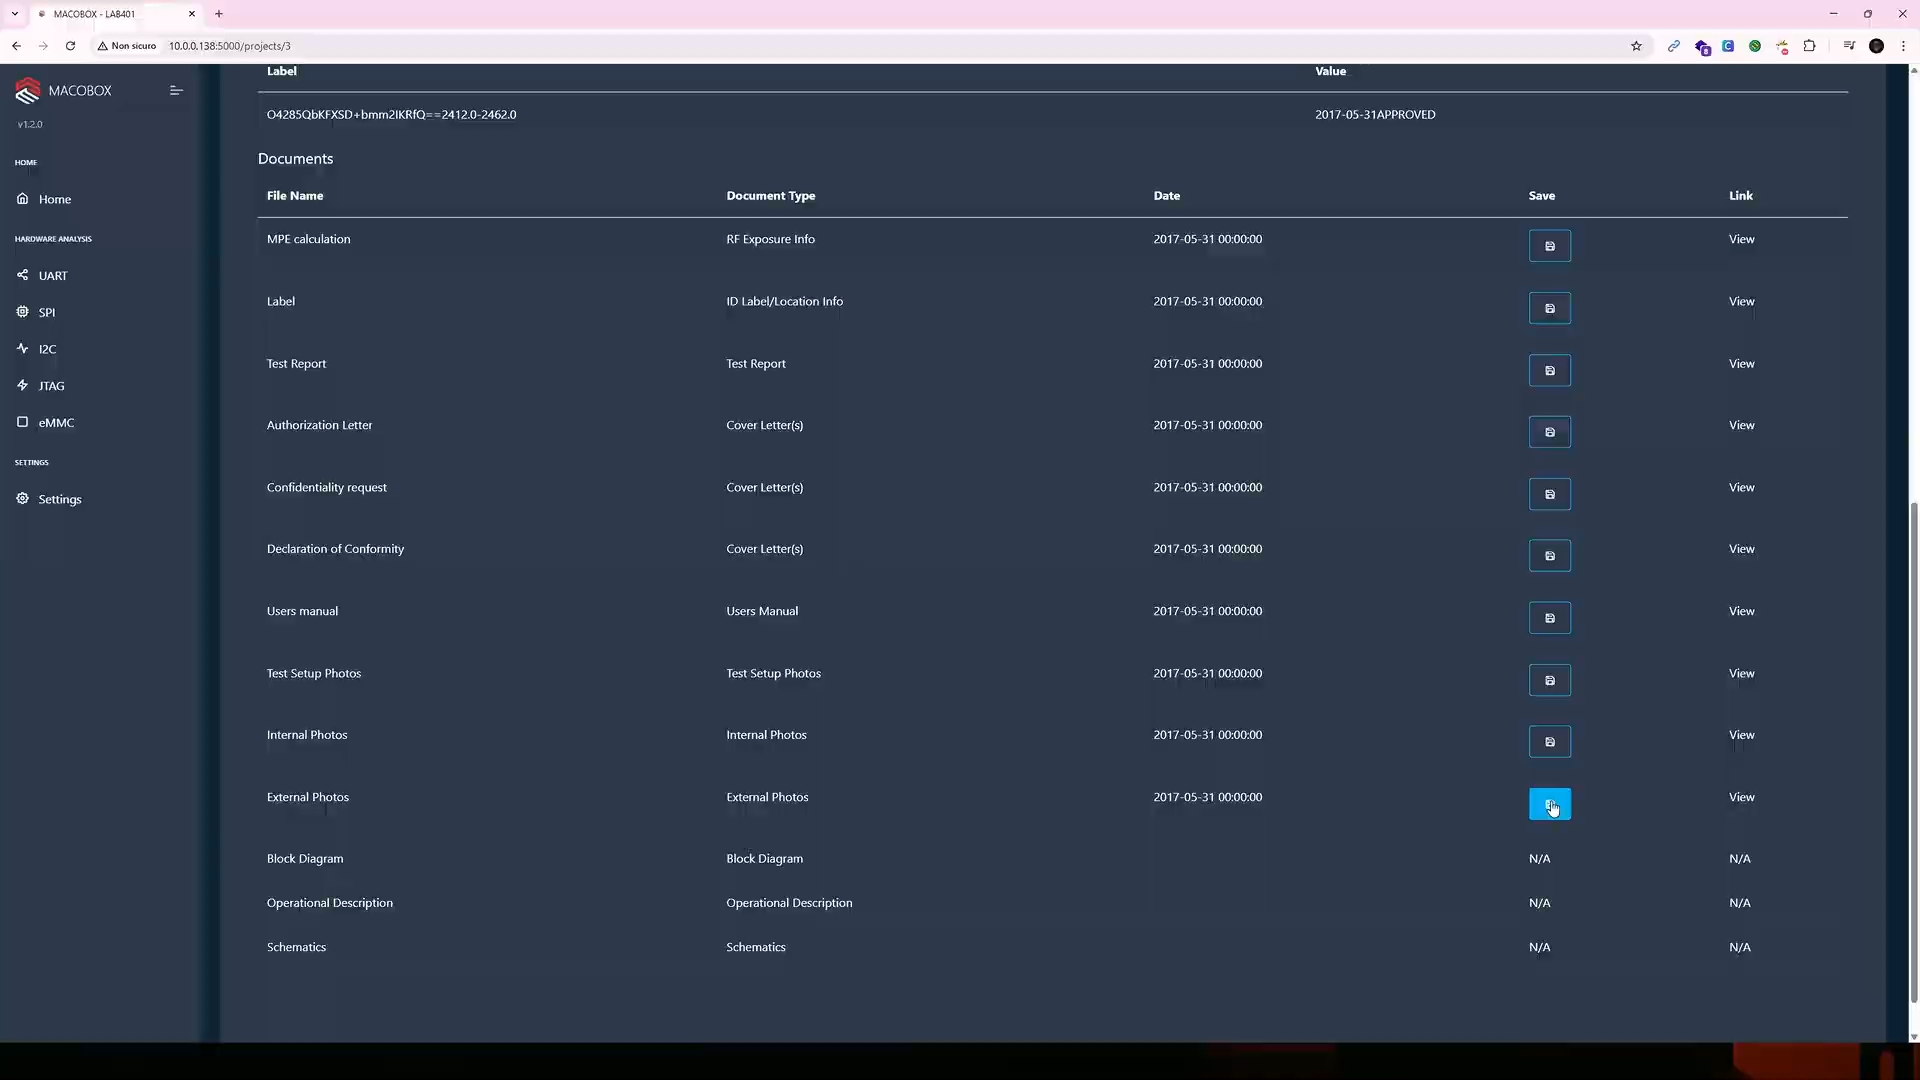 MACOBOX - LAB401
Non sicuro 10.0.0.138:5000/projects/3
MACOBOX
v1.2.0
HOME
Home
HARDWARE ANALYSIS
UART
SPI
I2C
JTAG
eMMC
SETTINGS
Settings
Label Value
O4285QbKFXSD+bmm2IKRfQ==2412.0-2462.0 2017-05-31APPROVED
Documents
File Name Document Type Date Save Link
MPE calculation RF Exposure Info 2017-05-31 00:00:00 View
Label ID Label/Location Info 2017-05-31 00:00:00 View
Test Report Test Report 2017-05-31 00:00:00 View
Authorization Letter Cover Letter(s) 2017-05-31 00:00:00 View
Confidentiality request Cover Letter(s) 2017-05-31 00:00:00 View
Declaration of Conformity Cover Letter(s) 2017-05-31 00:00:00 View
Users manual Users Manual 2017-05-31 00:00:00 View
Test Setup Photos Test Setup Photos 2017-05-31 00:00:00 View
Internal Photos Internal Photos 2017-05-31 00:00:00 View
External Photos External Photos 2017-05-31 00:00:00 View
Block Diagram Block Diagram N/A N/A
Operational Description Operational Description N/A N/A
Schematics Schematics N/A N/A